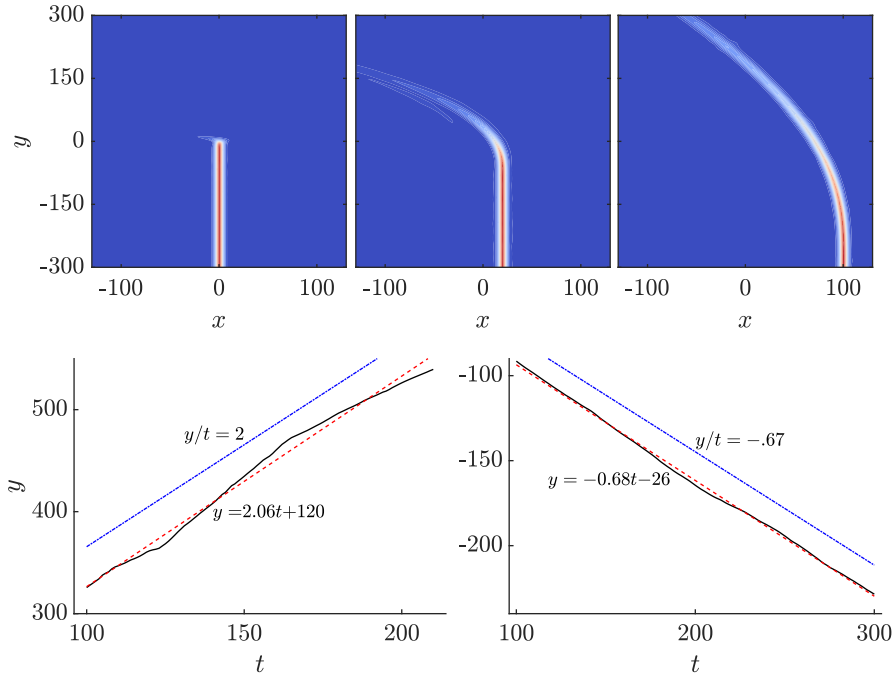 300
150
0
-150
-300
y
-100 0 100
-100 0 100
-100 0 100
x
x
x
500
400
300
y
y/t = 2
y =2.06t+120
100 150 200
t
-100
-150
-200
y/t = −.67
y = −0.68t−26
100 200 300
t